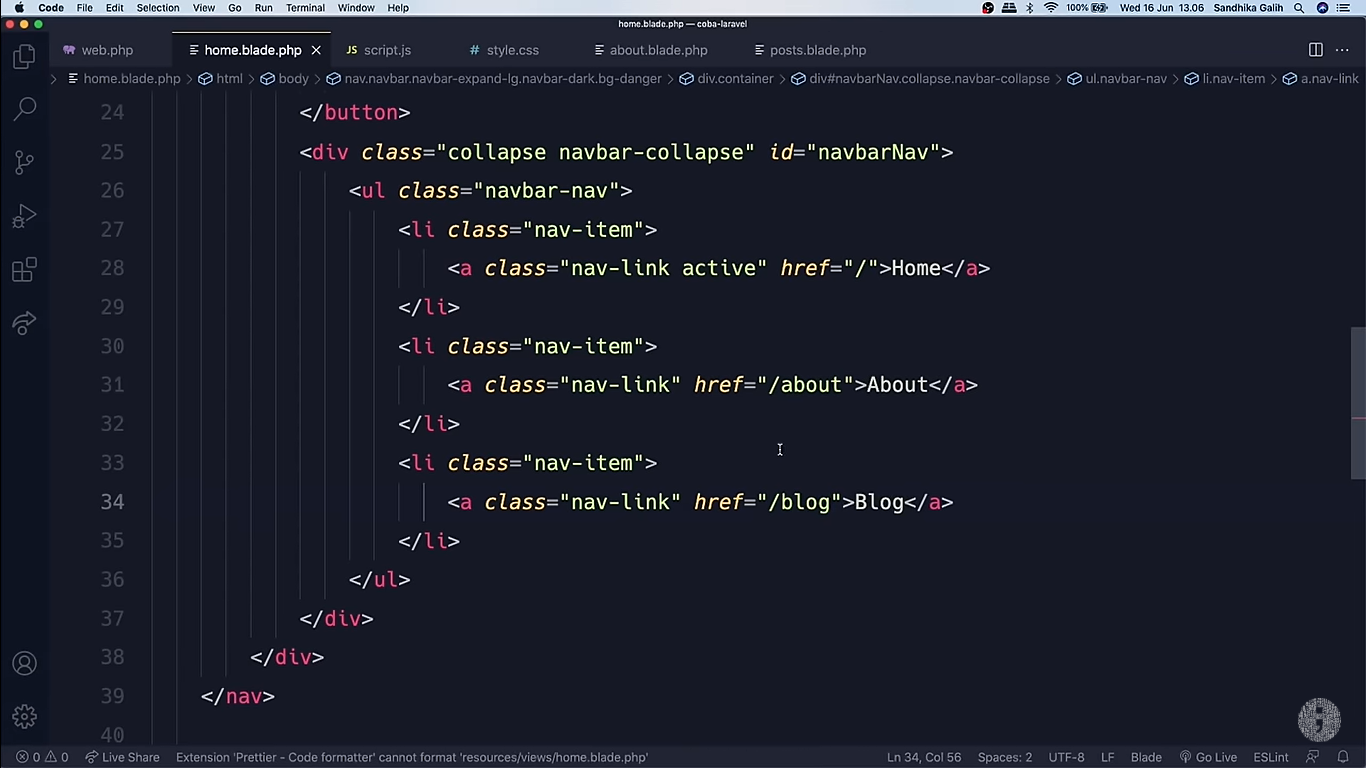 Code File Edit Selection View Go Run Terminal Window Help 100% Wed 16 Jun 13.06 Sandhika Galih
home.blade.php — coba-laravel
web.php home.blade.php JS script.js # style.css about.blade.php posts.blade.php
home.blade.php > html > body > nav.navbar.navbar-expand-lg.navbar-dark.bg-danger > div.container > div#navbarNav.collapse.navbar-collapse > ul.navbar-nav > li.nav-item > a.nav-link
24 </button>
25 <div class="collapse navbar-collapse" id="navbarNav">
26 <ul class="navbar-nav">
27 <li class="nav-item">
28 <a class="nav-link active" href="/">Home</a>
29 </li>
30 <li class="nav-item">
31 <a class="nav-link" href="/about">About</a>
32 </li>
33 <li class="nav-item">
34 <a class="nav-link" href="/blog">Blog</a>
35 </li>
36 </ul>
37 </div>
38 </div>
39 </nav>
40
0 0 Live Share Extension 'Prettier - Code formatter' cannot format 'resources/views/home.blade.php' Ln 34, Col 56 Spaces: 2 UTF-8 LF Blade Go Live ESLint